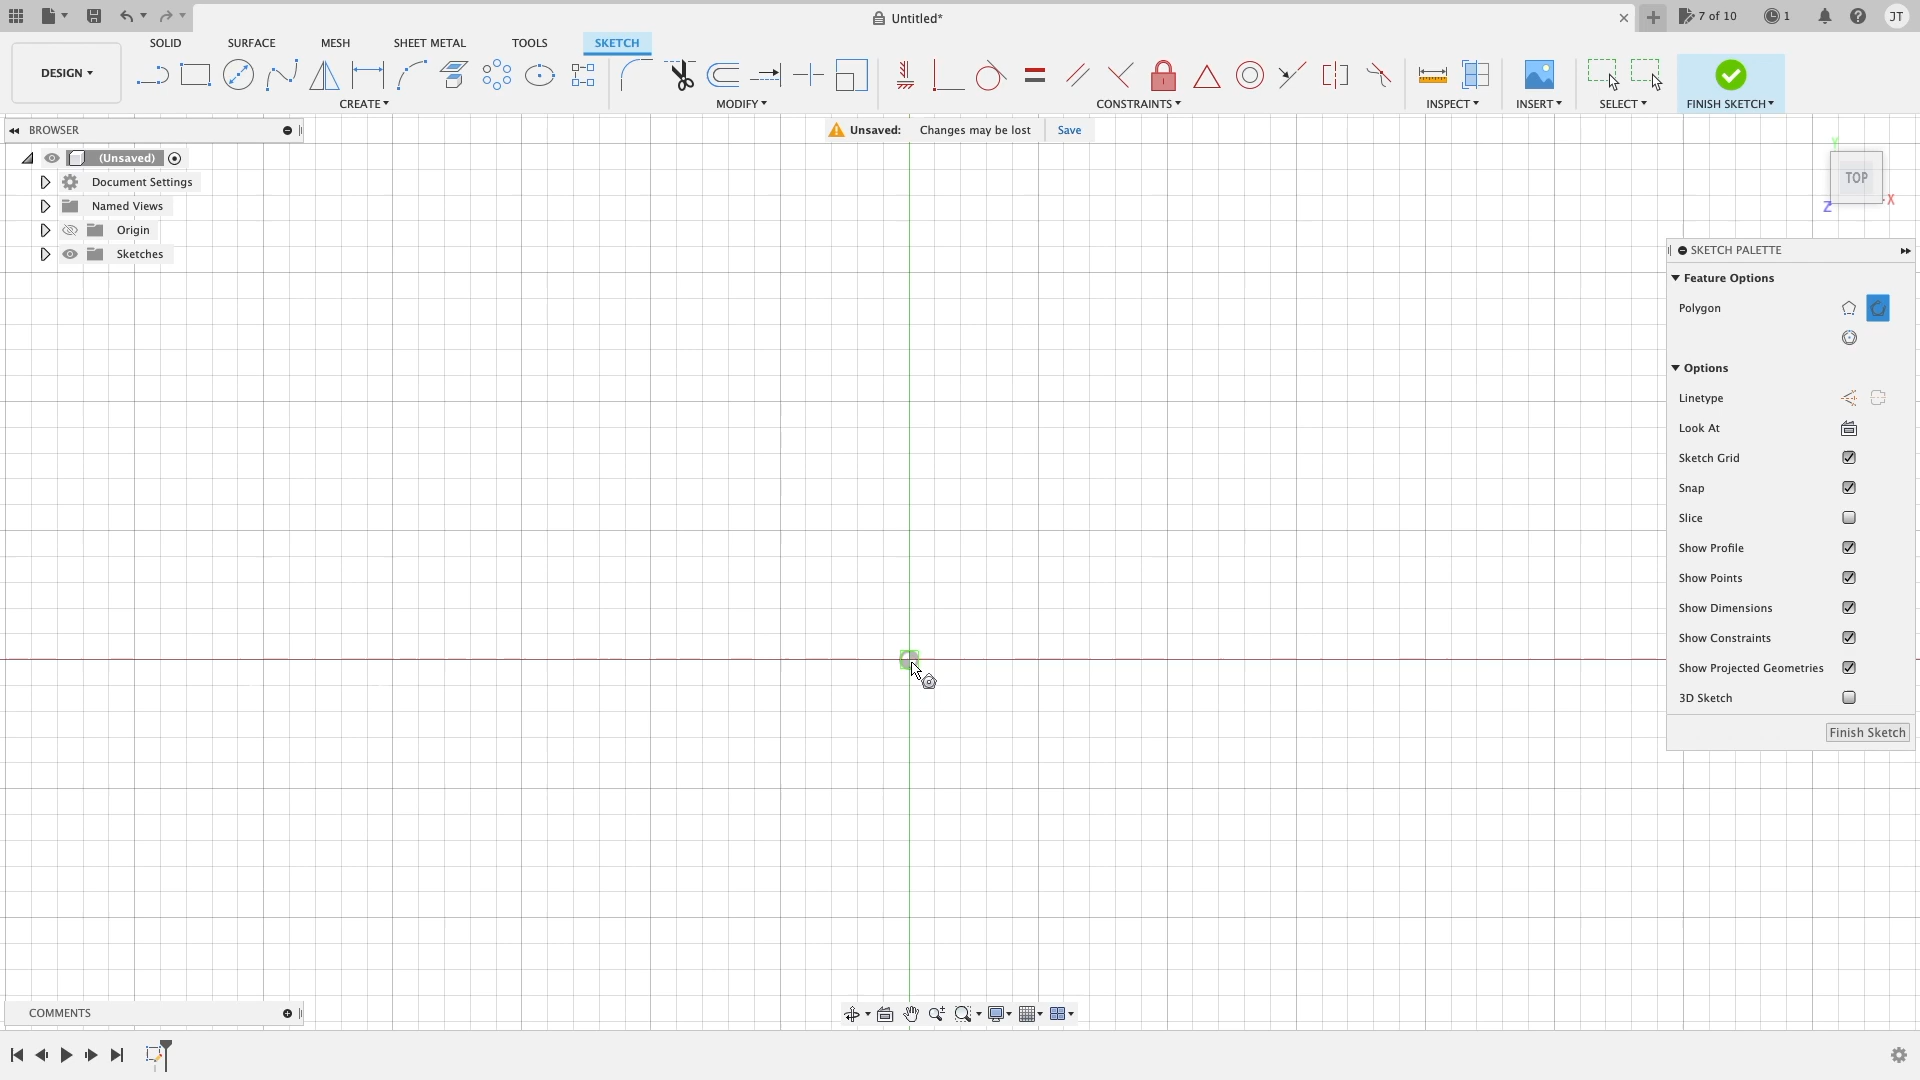 Untitled*
7 of 10
1
JT
SOLID SURFACE MESH SHEET METAL TOOLS SKETCH
DESIGN
CREATE MODIFY CONSTRAINTS INSPECT INSERT SELECT FINISH SKETCH
BROWSER
Unsaved: Changes may be lost Save
(Unsaved)
Document Settings
Named Views
Origin
Sketches
Y
TOP
X
Z
SKETCH PALETTE
Feature Options
Polygon
Options
Linetype
Look At
Sketch Grid
Snap
Slice
Show Profile
Show Points
Show Dimensions
Show Constraints
Show Projected Geometries
3D Sketch
Finish Sketch
COMMENTS